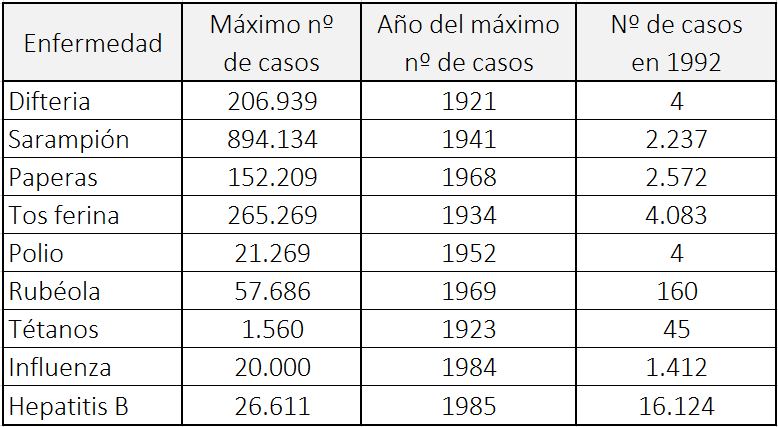 Enfermedad Máximo nº de casos Año del máximo nº de casos Nº de casos en 1992
Difteria 206.939 1921 4
Sarampión 894.134 1941 2.237
Paperas 152.209 1968 2.572
Tos ferina 265.269 1934 4.083
Polio 21.269 1952 4
Rubéola 57.686 1969 160
Tétanos 1.560 1923 45
Influenza 20.000 1984 1.412
Hepatitis B 26.611 1985 16.124